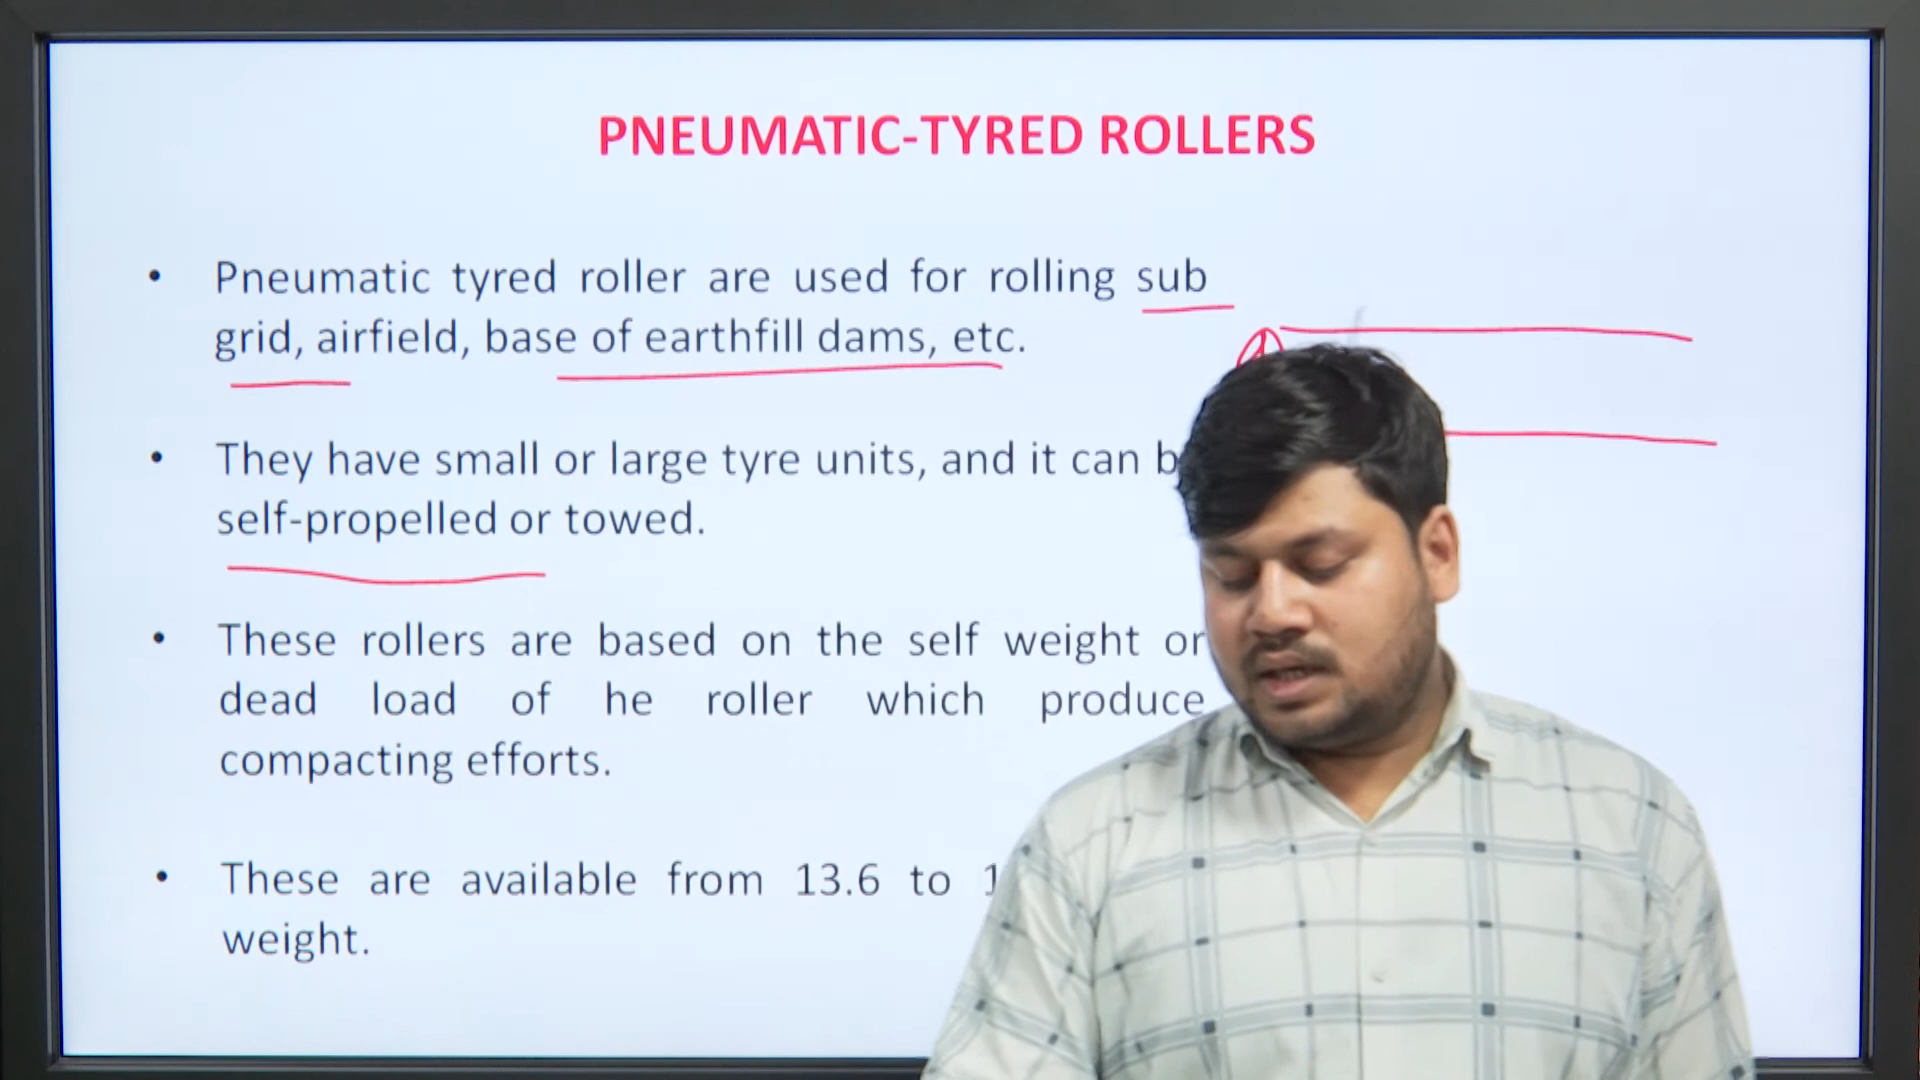 PNEUMATIC-TYRED ROLLERS
• Pneumatic tyred roller are used for rolling sub
grid, airfield, base of earthfill dams, etc.
• They have small or large tyre units, and it can
self-propelled or towed.
• These rollers are based on the self weight or
dead load of he roller which produce
compacting efforts.
• These are available from 13.6 to
weight.